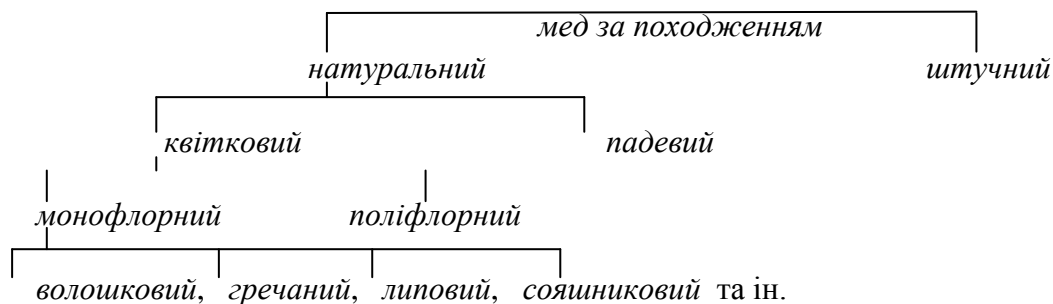 мед за походженням
натуральний штучний
квітковий падевий
монофлорний поліфлорний
волошковий, гречаний, липовий, сояшниковий та ін.